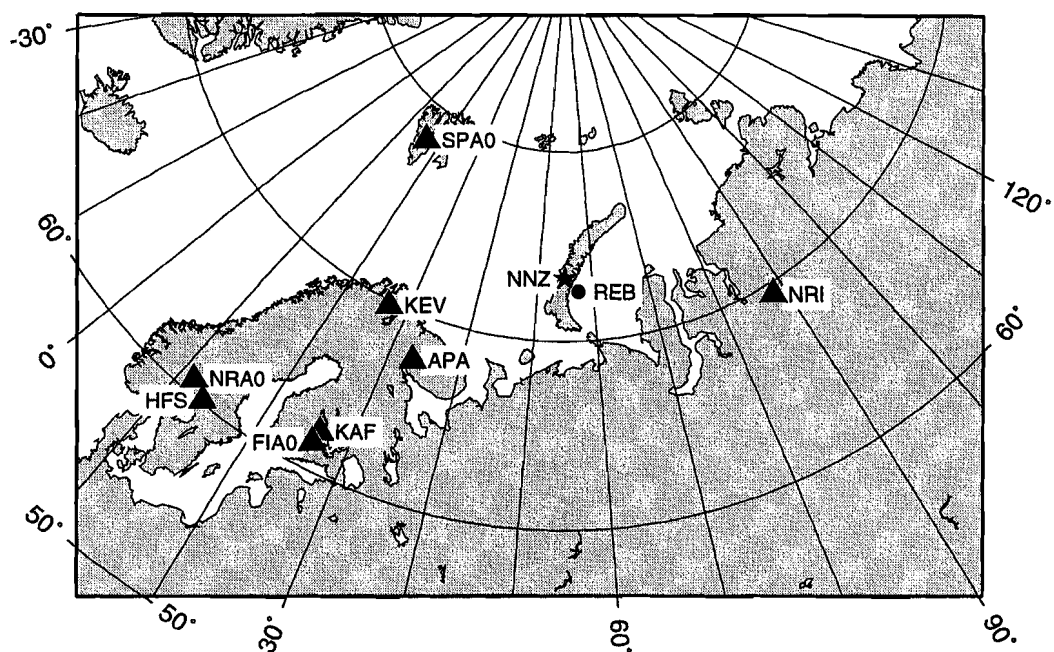 -30°
SPA0
120°
60°
NNZ
REB
NRI
KEV
60°
0°
APA
NRA0
HFS
KAF
FIA0
50°
50°
30°
60°
90°